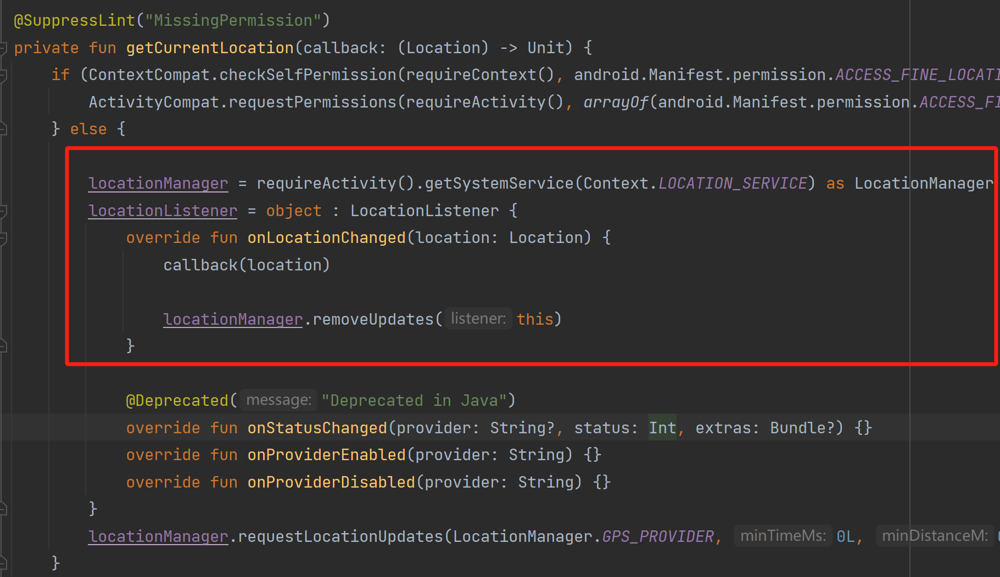 @SuppressLint("MissingPermission")
private fun getCurrentLocation(callback: (Location) -> Unit) {
if (ContextCompat.checkSelfPermission(requireContext(), android.Manifest.permission.ACCESS_FINE_LOCATI
ActivityCompat.requestPermissions(requireActivity(), arrayOf(android.Manifest.permission.ACCESS_FI
} else {
locationManager = requireActivity().getSystemService(Context.LOCATION_SERVICE) as LocationManager
locationListener = object : LocationListener {
override fun onLocationChanged(location: Location) {
callback(location)
locationManager.removeUpdates( listener: this)
}
@Deprecated( message: "Deprecated in Java")
override fun onStatusChanged(provider: String?, status: Int, extras: Bundle?) {}
override fun onProviderEnabled(provider: String) {}
override fun onProviderDisabled(provider: String) {}
}
locationManager.requestLocationUpdates(LocationManager.GPS_PROVIDER, minTimeMs: 0L, minDistanceM:
}